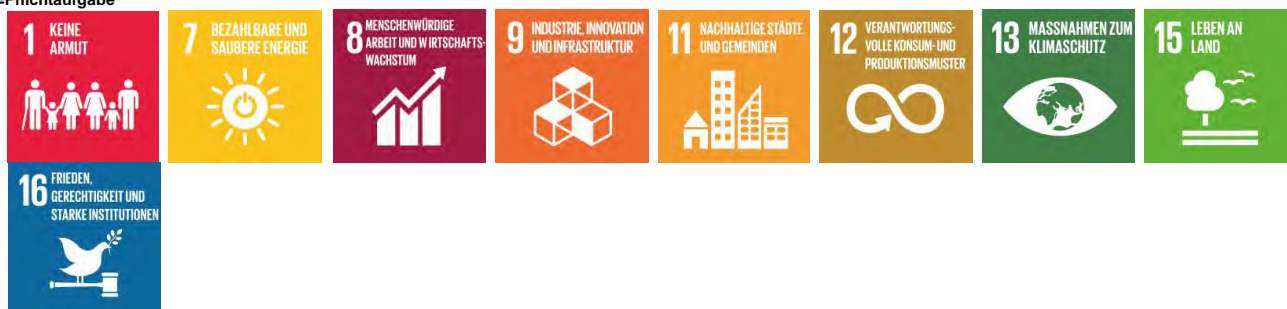 =Pflichtaufgabe
1 KEINE
ARMUT
7 BEZAHLBARE UND
SAUBERE ENERGIE
8 MENSCHENWÜRDIGE
ARBEIT UND WIRTSCHAFTS-
WACHSTUM
9 INDUSTRIE, INNOVATION
UND INFRASTRUKTUR
11 NACHHALTIGE STÄDTE
UND GEMEINDEN
12 VERANTWORTUNGS-
VOLLE KONSUM- UND
PRODUKTIONSMUSTER
13 MASSNAHMEN ZUM
KLIMASCHUTZ
15 LEBEN AN
LAND
16 FRIEDEN,
GERECHTIGKEIT UND
STARKE INSTITUTIONEN